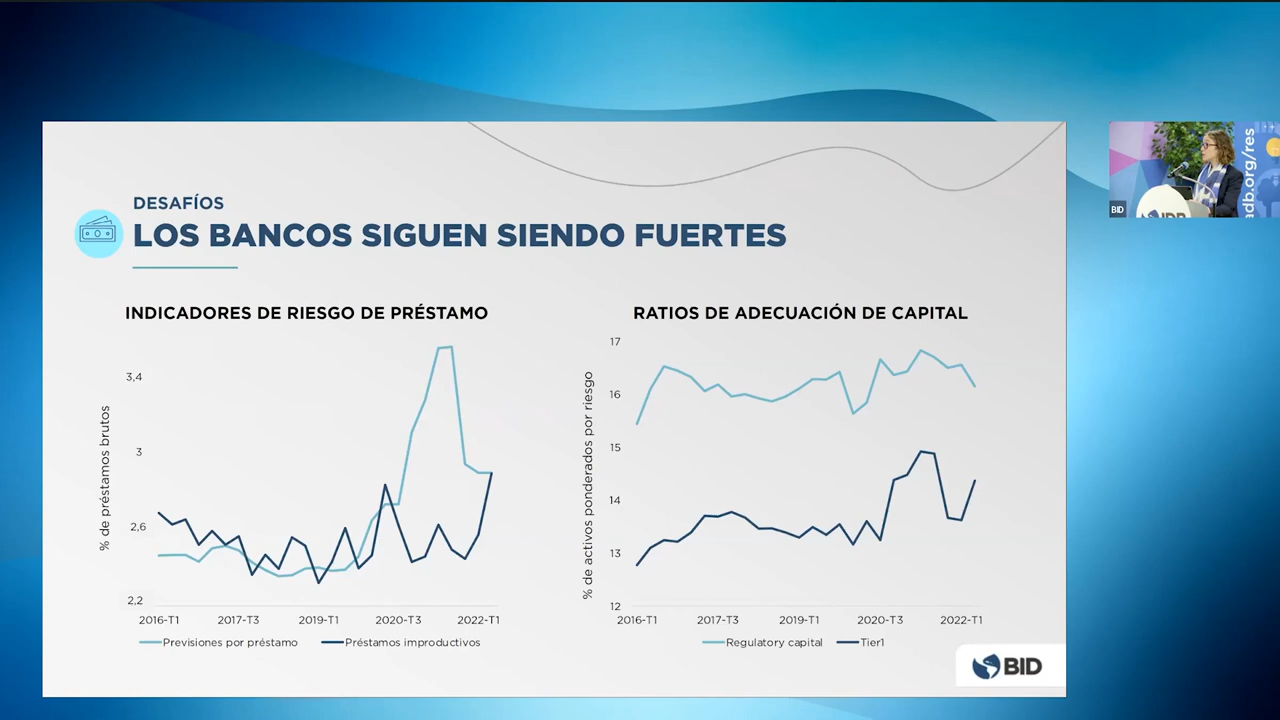 DESAFÍOS
LOS BANCOS SIGUEN SIENDO FUERTES
INDICADORES DE RIESGO DE PRÉSTAMO
% de préstamos brutos
3,4
3
2,6
2,2
2016-T1 2017-T3 2019-T1 2020-T3 2022-T1
Previsiones por préstamo Préstamos improductivos
RATIOS DE ADECUACIÓN DE CAPITAL
% de activos ponderados por riesgo
17
16
15
14
13
12
2016-T1 2017-T3 2019-T1 2020-T3 2022-T1
Regulatory capital Tier1
BID
BID
IDB
adb.org/res